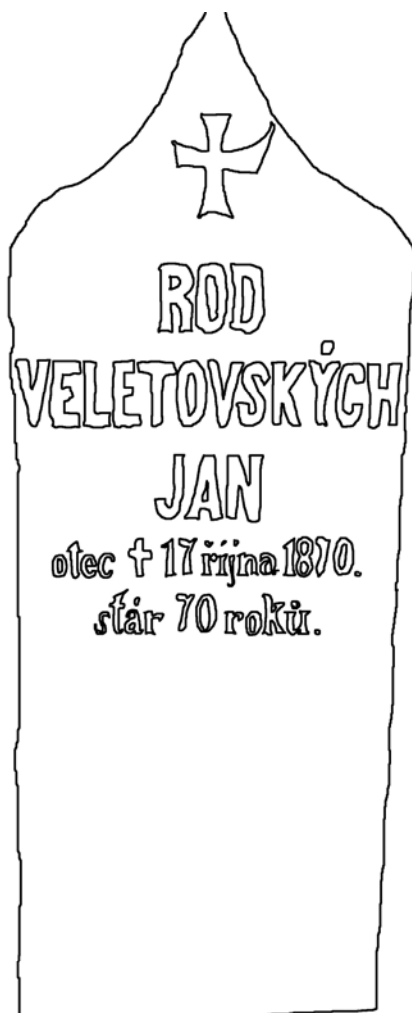 ROD
VELETOVSKÝCH
JAN
otec † 17 října 1870.
stár 70 roků.